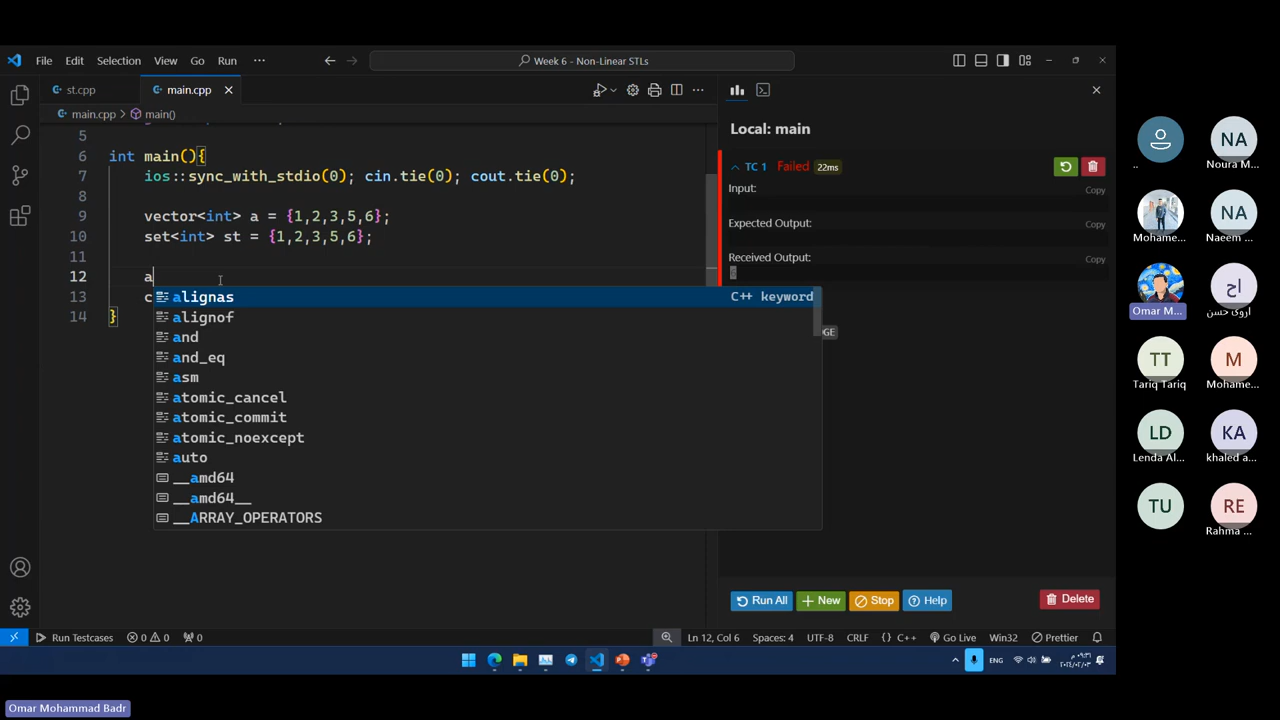 File Edit Selection View Go Run ··· Week 6 - Non-Linear STLs
st.cpp main.cpp
main.cpp > main()
Local: main
5
6 int main(){
7 ios::sync_with_stdio(0); cin.tie(0); cout.tie(0);
8
9 vector<int> a = {1,2,3,5,6};
10 set<int> st = {1,2,3,5,6};
11
12 a
13 c
14 }
alignas C++ keyword
alignof
and
and_eq
asm
atomic_cancel
atomic_commit
atomic_noexcept
auto
__amd64
__amd64__
__ARRAY_OPERATORS
TC 1 Failed 22ms
Input: Copy
Expected Output: Copy
Received Output: Copy
GE
Run All New Stop Help Delete
Run Testcases 0 0 0 Ln 12, Col 6 Spaces: 4 UTF-8 CRLF {} C++ Go Live Win32 Prettier
ENG
..
NA
Noura M...
Mohame...
NA
Naeem ...
Omar M...
اح
اروى حسن
TT
Tariq Tariq
M
Mohame...
LD
Lenda Al...
KA
khaled a...
TU
RE
Rahma ...
Omar Mohammad Badr